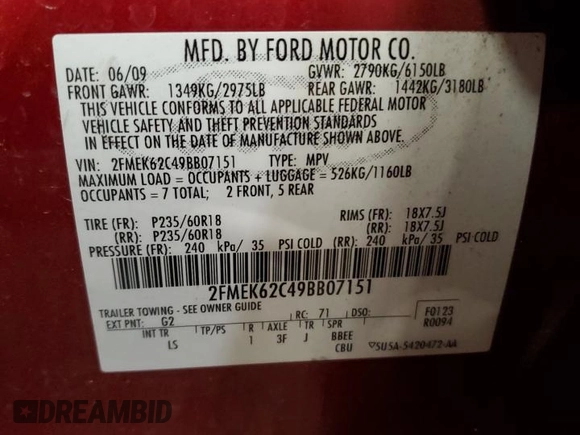 MFD. BY FORD MOTOR CO.
DATE: 06/09 GVWR: 2790KG/6150LB
FRONT GAWR: 1349KG/2975LB REAR GAWR: 1442KG/3180LB
THIS VEHICLE CONFORMS TO ALL APPLICABLE FEDERAL MOTOR
VEHICLE SAFETY AND THEFT PREVENTION STANDARDS
IN EFFECT ON THE DATE OF MANUFACTURE SHOWN ABOVE.
VIN: 2FMEK62C49BB07151 TYPE: MPV
MAXIMUM LOAD = OCCUPANTS + LUGGAGE = 526KG/1160LB
OCCUPANTS = 7 TOTAL; 2 FRONT, 5 REAR
TIRE (FR): P235/60R18 RIMS (FR): 18X7.5J
(RR): P235/60R18 (RR): 18X7.5J
PRESSURE (FR): 240 kPa/ 35 PSI COLD (RR): 240 kPa/ 35 PSI COLD
2FMEK62C49BB07151
TRAILER TOWING - SEE OWNER GUIDE
EXT PNT: G2 RC: 71 DSO: F0123
R0094
INT TR TP/PS R AXLE TR SPR
LS 1 3F J BBEE
CBU 5U5A-5420472-AA
DREAMBID